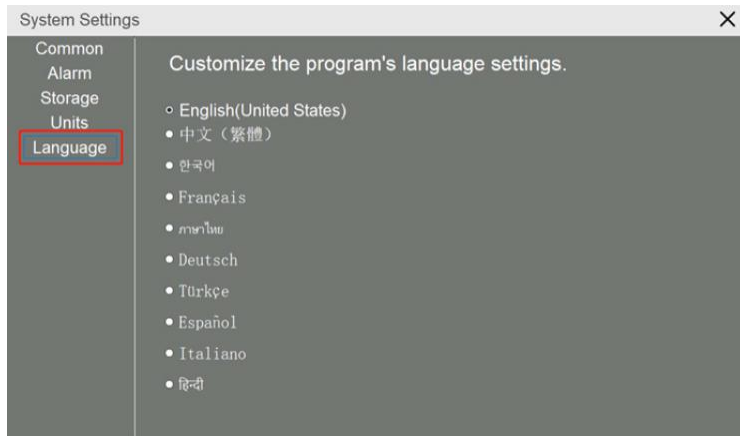 System Settings
Common
Alarm
Storage
Units
Language
Customize the program's language settings.
English(United States)
中文（繁體）
한국어
Français
ภาษาไทย
Deutsch
Türkçe
Español
Italiano
हिन्दी